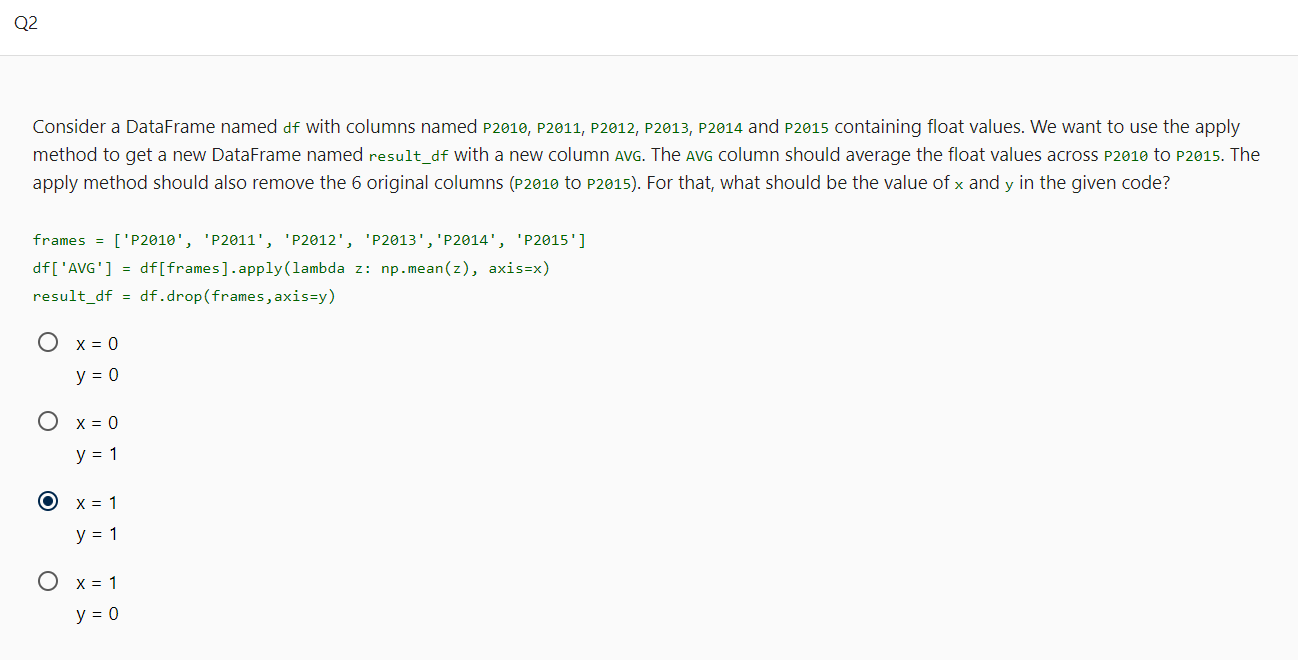 Q2
Consider a DataFrame named df with columns named P2010, P2011, P2012, P2013, P2014 and P2015 containing float values. We want to use the apply
method to get a new DataFrame named result_df with a new column AVG. The AVG column should average the float values across P2010 to P2015. The
apply method should also remove the 6 original columns (P2010 to P2015). For that, what should be the value of x and y in the given code?
frames = ['P2010', 'P2011', 'P2012', 'P2013','P2014', 'P2015']
df['AVG'] = df[frames].apply(lambda z: np.mean(z), axis=x)
result_df = df.drop(frames,axis=y)
x = 0
y = 0
x = 0
y = 1
x = 1
y = 1
x = 1
y = 0